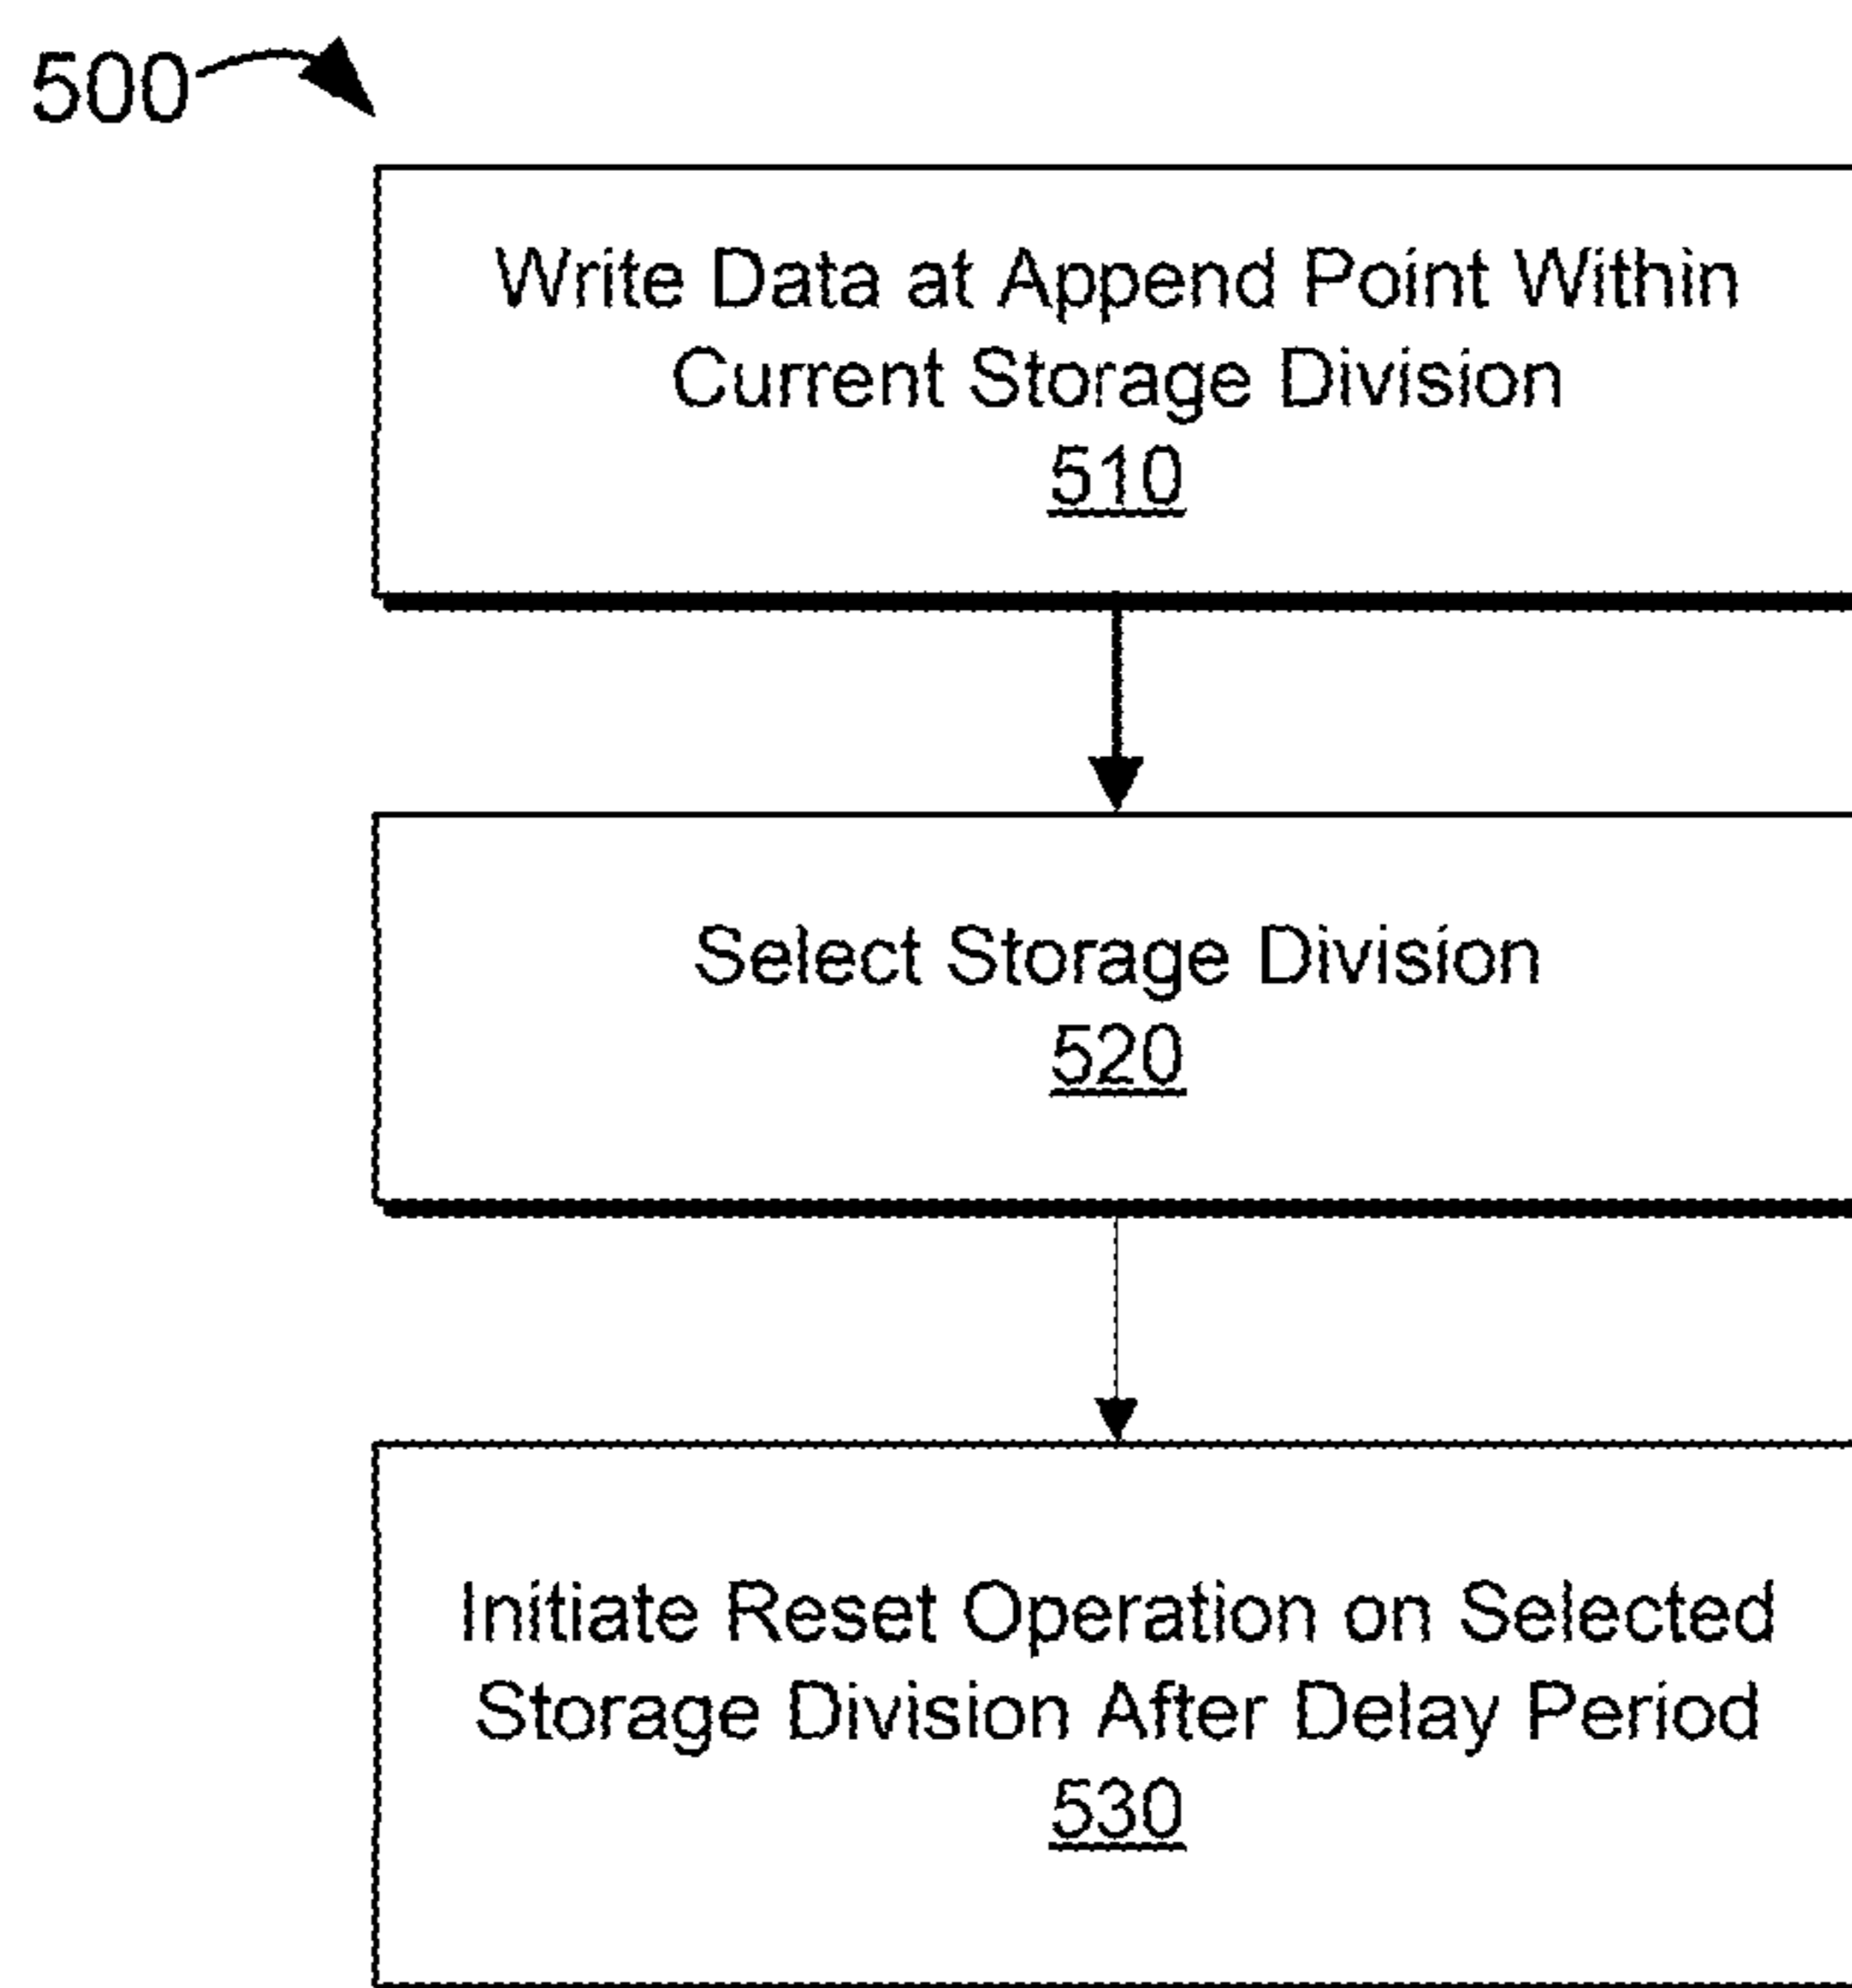 500
Write Data at Append Point Within
Current Storage Division
510
Select Storage Division
520
Initiate Reset Operation on Selected
Storage Division After Delay Period
530